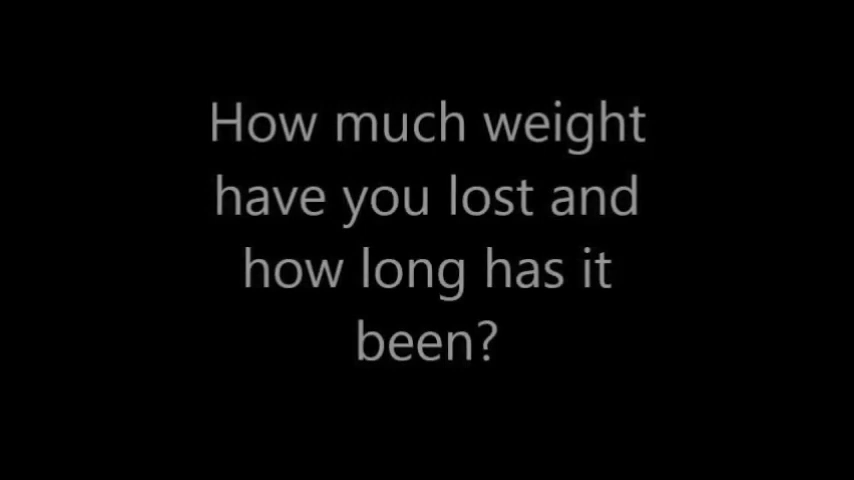 How much weight
have you lost and
how long has it
been?